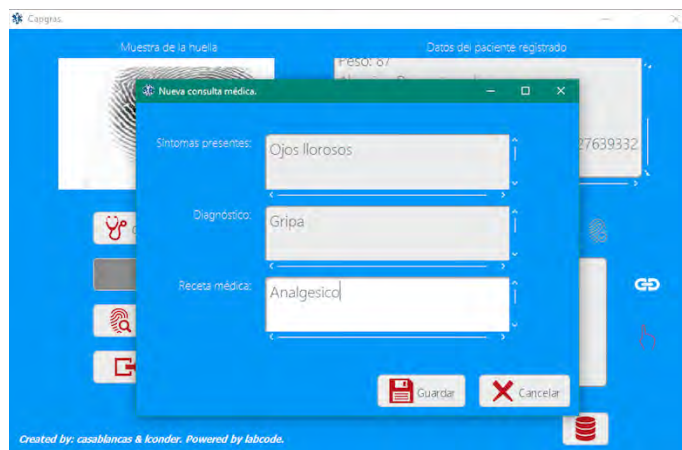 Capgras.
Muestra de la huella
Datos del paciente registrado
Peso: 87
27639332
Nueva consulta médica.
Síntomas presentes:
Ojos llorosos
Diagnóstico:
Gripa
Receta médica:
Analgesico
Guardar
Cancelar
Created by: casablancas & lconder. Powered by labcode.